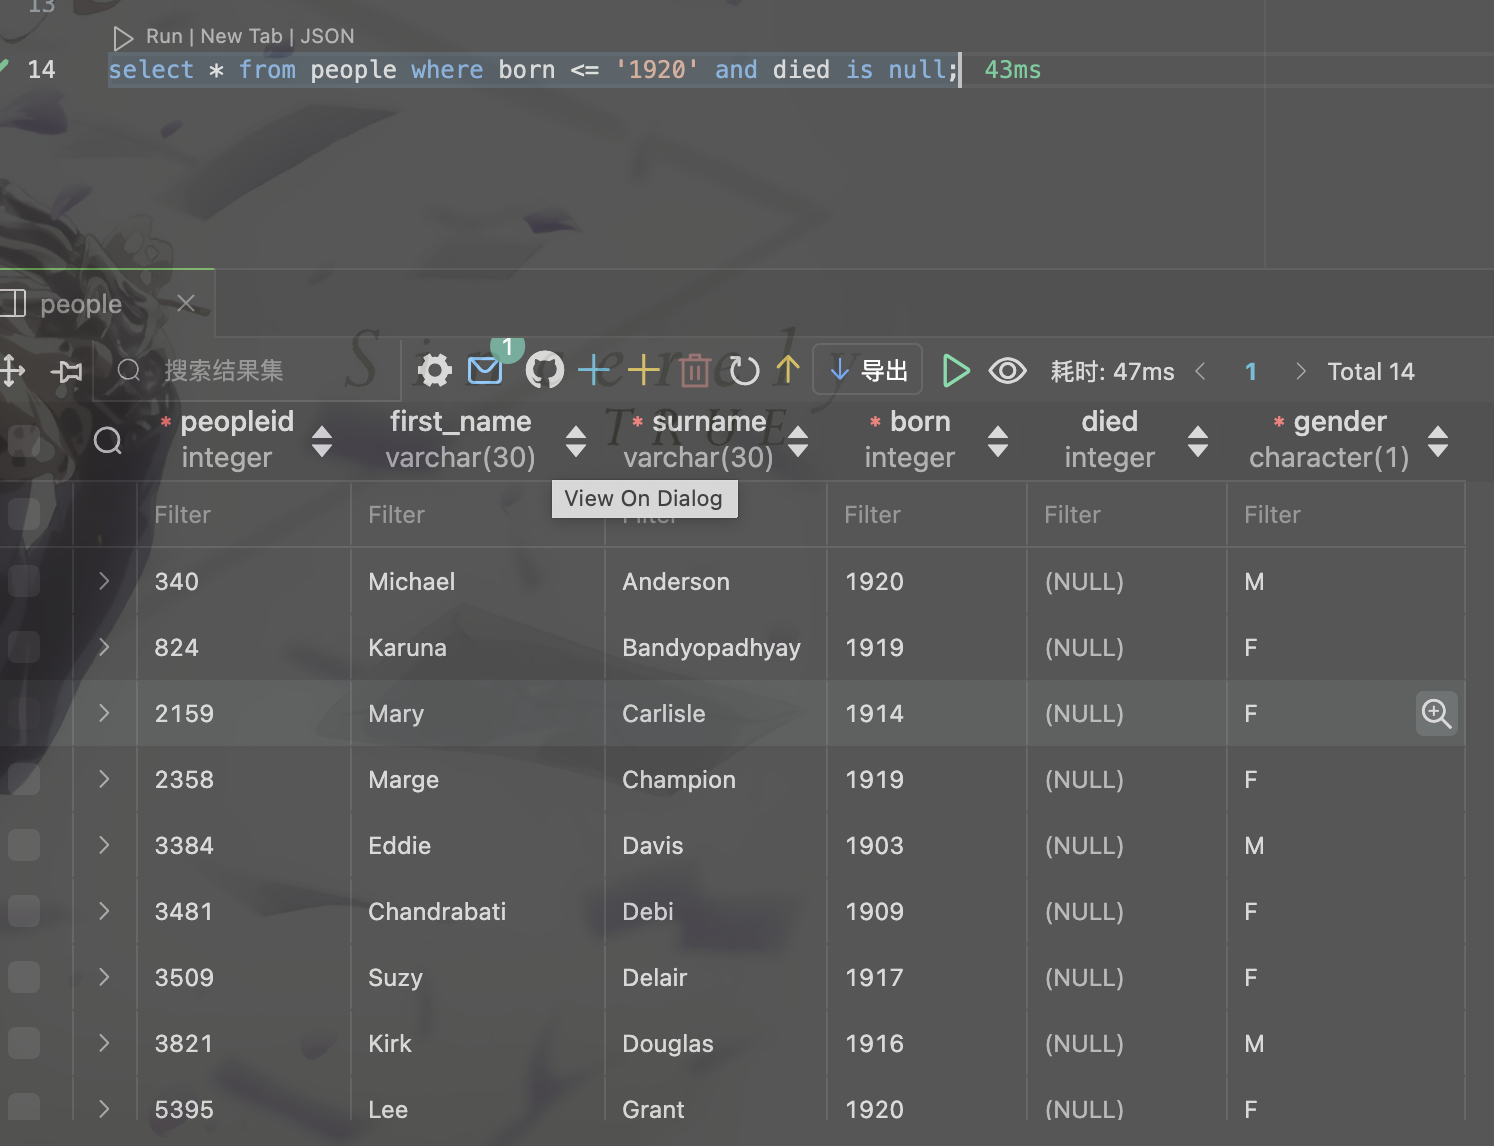 13
Run | New Tab | JSON
14 select * from people where born <= '1920' and died is null; 43ms
people
搜索结果集 1 导出 耗时: 47ms 1 Total 14
Sincerely
TRUE
* peopleid first_name * surname * born died * gender
integer varchar(30) varchar(30) integer integer character(1)
View On Dialog
Filter Filter Filter Filter Filter Filter
340 Michael Anderson 1920 (NULL) M
824 Karuna Bandyopadhyay 1919 (NULL) F
2159 Mary Carlisle 1914 (NULL) F
2358 Marge Champion 1919 (NULL) F
3384 Eddie Davis 1903 (NULL) M
3481 Chandrabati Debi 1909 (NULL) F
3509 Suzy Delair 1917 (NULL) F
3821 Kirk Douglas 1916 (NULL) M
5395 Lee Grant 1920 (NULL) F